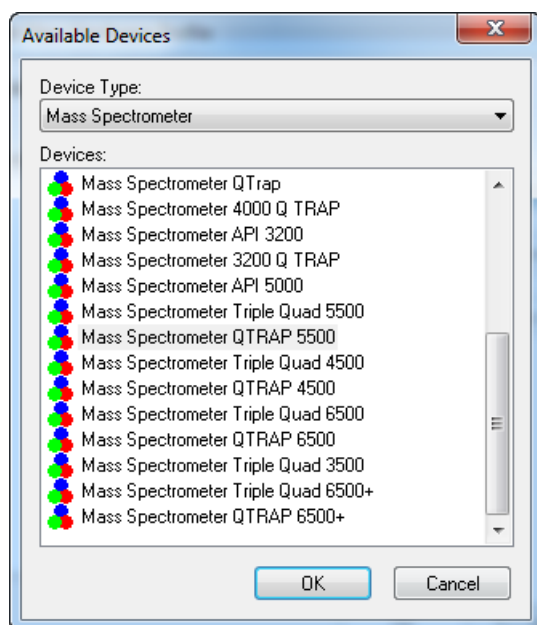 Available Devices
Device Type:
Mass Spectrometer
Devices:
Mass Spectrometer QTrap
Mass Spectrometer 4000 Q TRAP
Mass Spectrometer API 3200
Mass Spectrometer 3200 Q TRAP
Mass Spectrometer API 5000
Mass Spectrometer Triple Quad 5500
Mass Spectrometer QTRAP 5500
Mass Spectrometer Triple Quad 4500
Mass Spectrometer QTRAP 4500
Mass Spectrometer Triple Quad 6500
Mass Spectrometer QTRAP 6500
Mass Spectrometer Triple Quad 3500
Mass Spectrometer Triple Quad 6500+
Mass Spectrometer QTRAP 6500+
OK Cancel